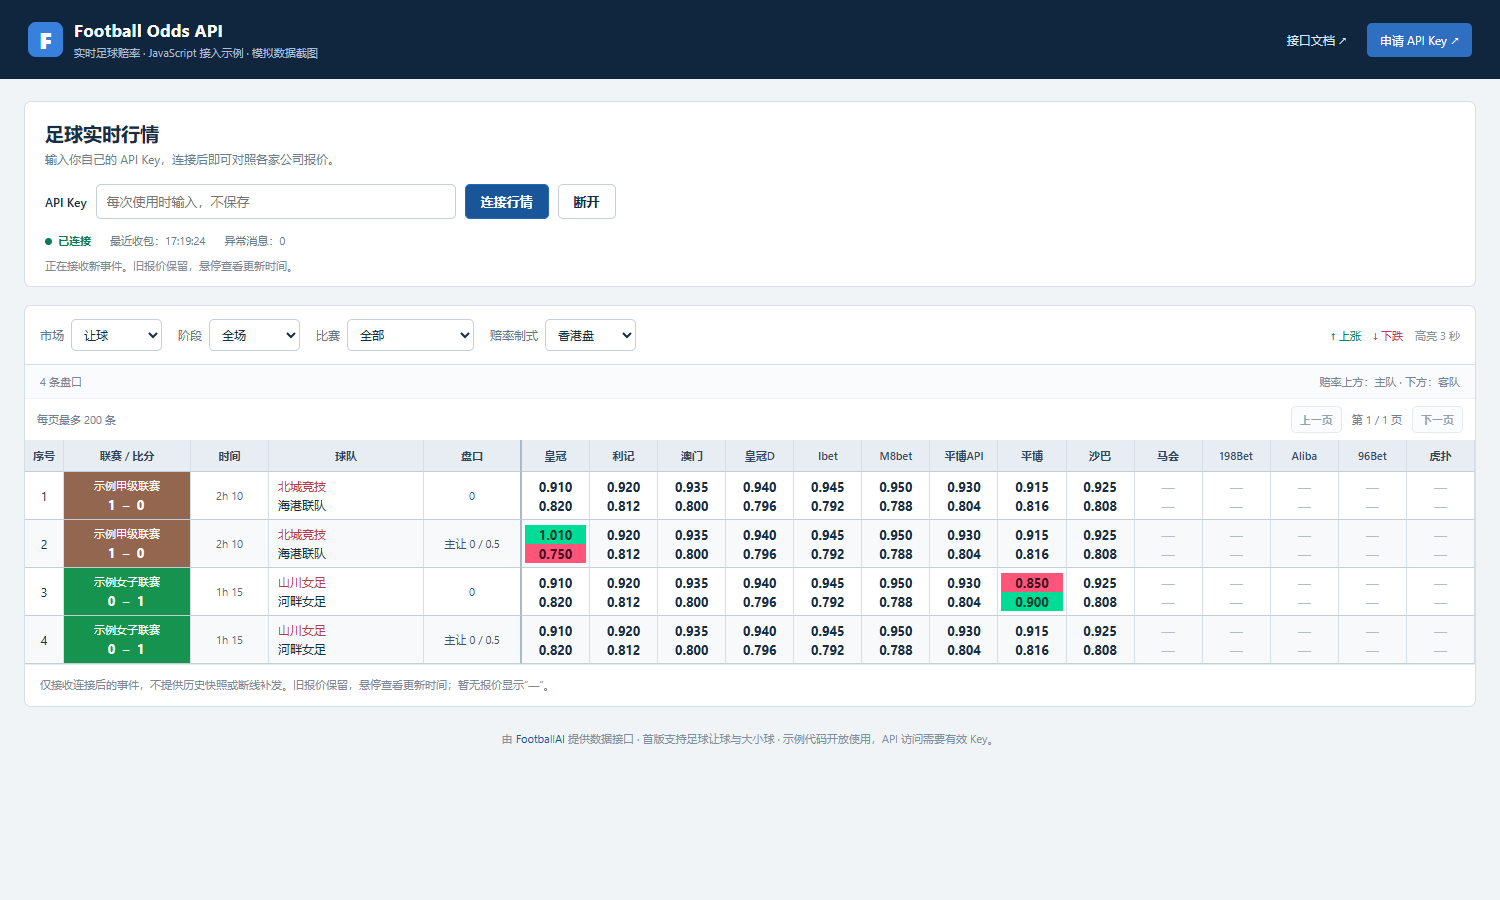 F
Football Odds API
实时足球赔率 · JavaScript 接入示例 · 模拟数据截图
接口文档 ↗
申请 API Key ↗
足球实时行情
输入你自己的 API Key，连接后即可对照各家公司报价。
API Key 每次使用时输入，不保存 连接行情 断开
已连接 最近收包：17:19:24 异常消息：0
正在接收新事件。旧报价保留，悬停查看更新时间。
市场 让球 阶段 全场 比赛 全部 赔率制式 香港盘 ↑ 上涨 ↓ 下跌 高亮 3 秒
4 条盘口 赔率上方：主队 · 下方：客队
每页最多 200 条 上一页 第 1 / 1 页 下一页
序号 联赛 / 比分 时间 球队 盘口 皇冠 利记 澳门 皇冠D Ibet M8bet 平博API 平博 沙巴 马会 198Bet Aliba 96Bet 虎扑
1 示例甲级联赛 2h 10 北城竞技 0 0.910 0.920 0.935 0.940 0.945 0.950 0.930 0.915 0.925 — — — — —
1 – 0 海港联队 0.820 0.812 0.800 0.796 0.792 0.788 0.804 0.816 0.808 — — — — —
2 示例甲级联赛 2h 10 北城竞技 主让 0 / 0.5 1.010 0.920 0.935 0.940 0.945 0.950 0.930 0.915 0.925 — — — — —
1 – 0 海港联队 0.750 0.812 0.800 0.796 0.792 0.788 0.804 0.816 0.808 — — — — —
3 示例女子联赛 1h 15 山川女足 0 0.910 0.920 0.935 0.940 0.945 0.950 0.930 0.850 0.925 — — — — —
0 – 1 河畔女足 0.820 0.812 0.800 0.796 0.792 0.788 0.804 0.900 0.808 — — — — —
4 示例女子联赛 1h 15 山川女足 主让 0 / 0.5 0.910 0.920 0.935 0.940 0.945 0.950 0.930 0.915 0.925 — — — — —
0 – 1 河畔女足 0.820 0.812 0.800 0.796 0.792 0.788 0.804 0.816 0.808 — — — — —
仅接收连接后的事件，不提供历史快照或断线补发。旧报价保留，悬停查看更新时间；暂无报价显示“—”。
由 FootballAI 提供数据接口 · 首版支持足球让球与大小球 · 示例代码开放使用，API 访问需要有效 Key。